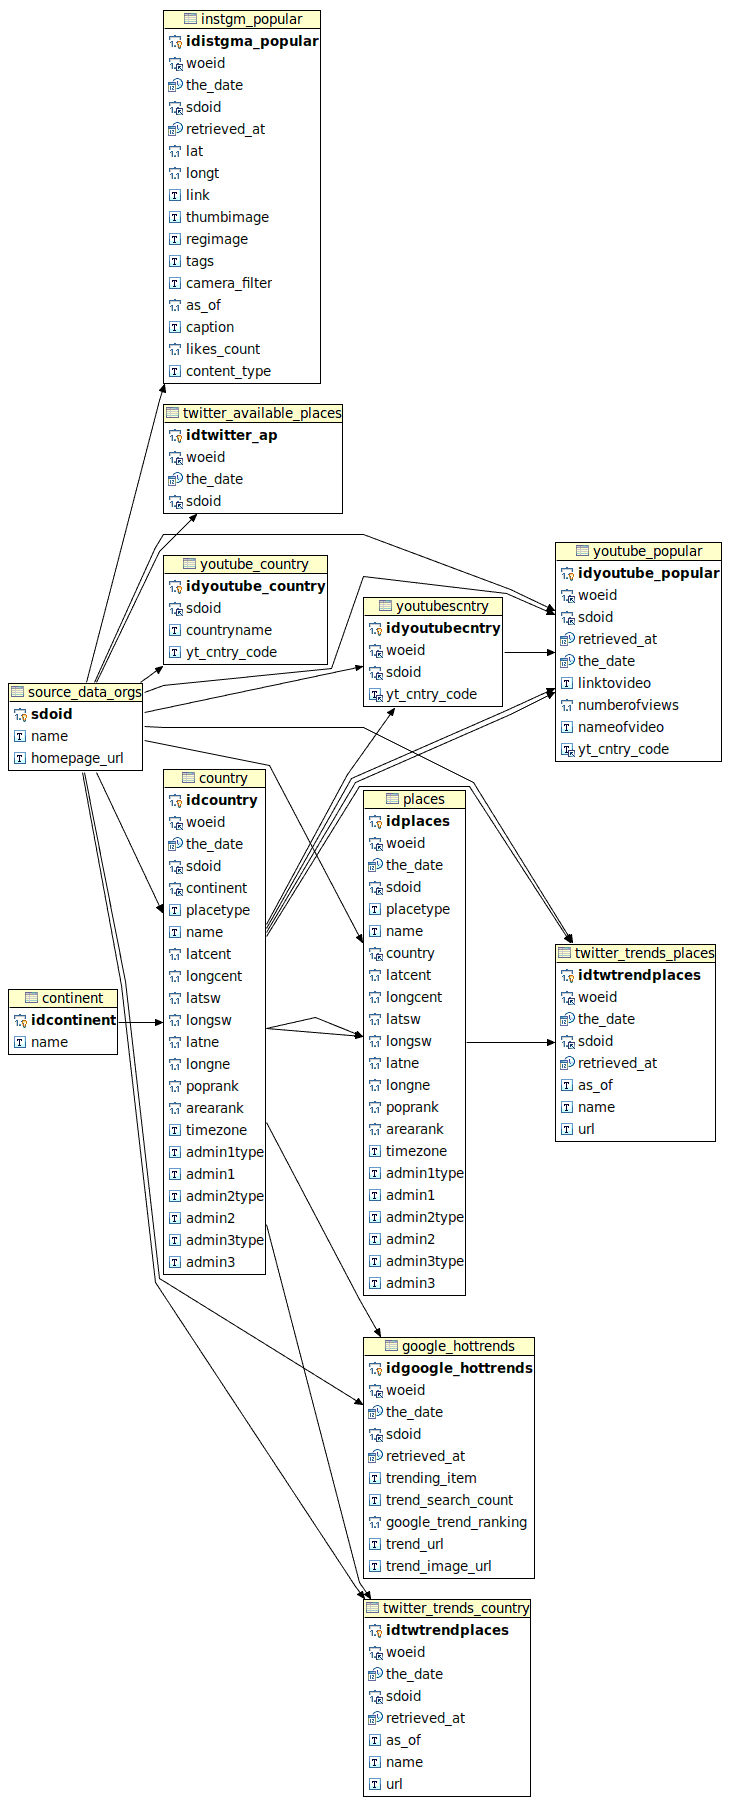 instgm_popular
idistgma_popular
woeid
the_date
sdoid
retrieved_at
lat
longt
link
thumbimage
regimage
tags
camera_filter
as_of
caption
likes_count
content_type
twitter_available_places
idtwitter_ap
woeid
the_date
sdoid
youtube_country
idyoutube_country
sdoid
countryname
yt_cntry_code
youtubescntry
idyoutubecntry
woeid
sdoid
yt_cntry_code
youtube_popular
idyoutube_popular
woeid
sdoid
retrieved_at
the_date
linktovideo
numberofviews
nameofvideo
yt_cntry_code
source_data_orgs
sdoid
name
homepage_url
country
idcountry
woeid
the_date
sdoid
continent
placetype
name
latcent
longcent
latsw
longsw
latne
longne
poprank
arearank
timezone
admin1type
admin1
admin2type
admin2
admin3type
admin3
places
idplaces
woeid
the_date
sdoid
placetype
name
country
latcent
longcent
latsw
longsw
latne
longne
poprank
arearank
timezone
admin1type
admin1
admin2type
admin2
admin3type
admin3
twitter_trends_places
idtwtrendplaces
woeid
the_date
sdoid
retrieved_at
as_of
name
url
continent
idcontinent
name
google_hottrends
idgoogle_hottrends
woeid
the_date
sdoid
retrieved_at
trending_item
trend_search_count
google_trend_ranking
trend_url
trend_image_url
twitter_trends_country
idtwtrendplaces
woeid
the_date
sdoid
retrieved_at
as_of
name
url